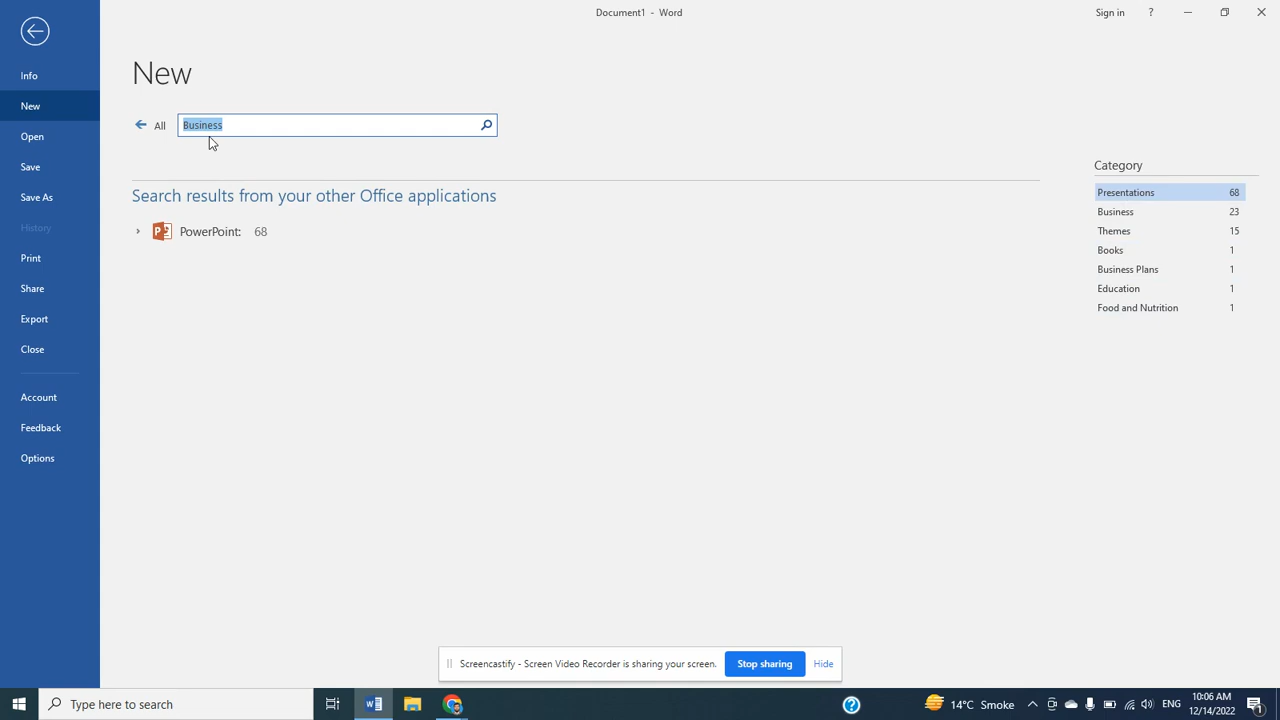 Document1 - Word
Sign in
?
Info
New
Open
Save
Save As
History
Print
Share
Export
Close
Account
Feedback
Options
New
All
Business
Search results from your other Office applications
PowerPoint: 68
Category
Presentations 68
Business 23
Themes 15
Books 1
Business Plans 1
Education 1
Food and Nutrition 1
Screencastify - Screen Video Recorder is sharing your screen.
Stop sharing
Hide
Type here to search
14°C Smoke
ENG
10:06 AM
12/14/2022
1